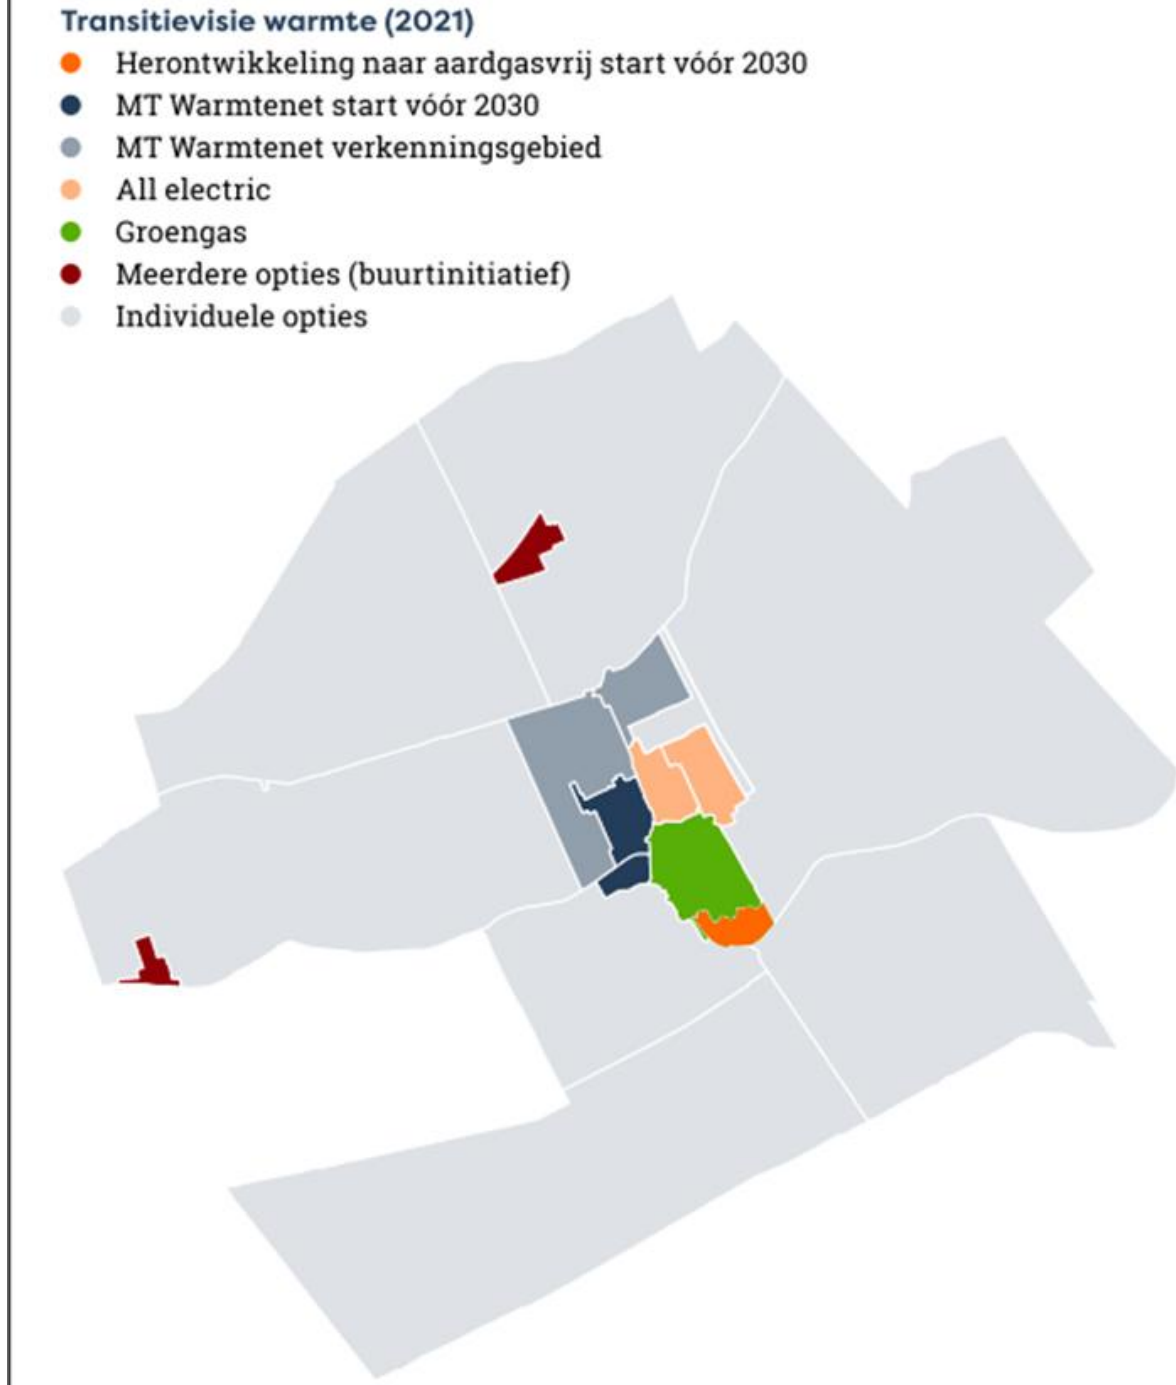 Transitievisie warmte (2021)
Herontwikkeling naar aardgasvrij start vóór 2030
MT Warmtenet start vóór 2030
MT Warmtenet verkenningsgebied
All electric
Groengas
Meerdere opties (buurtinitiatief)
Individuele opties